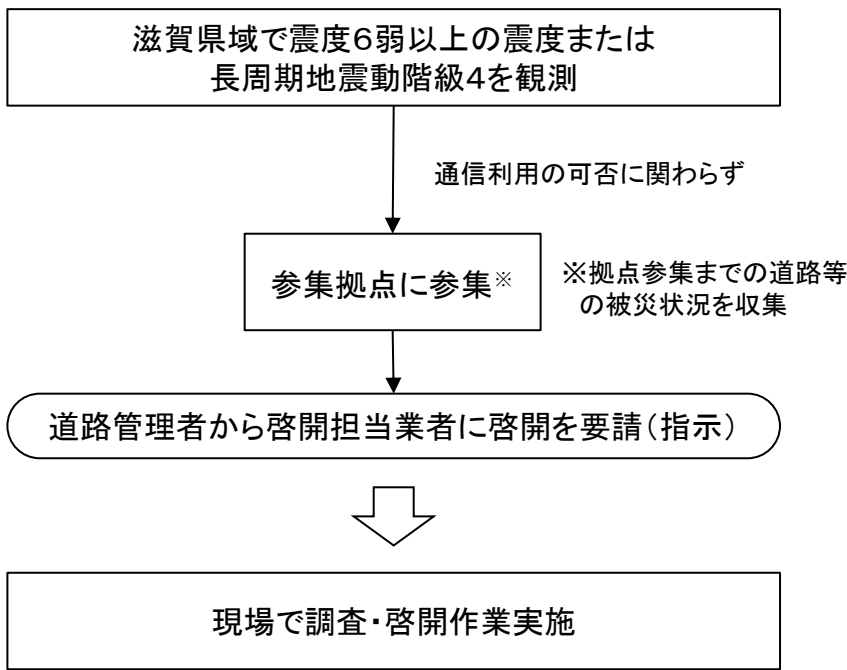 滋賀県域で震度6弱以上の震度または
長周期地震動階級4を観測
通信利用の可否に関わらず
参集拠点に参集※
※拠点参集までの道路等
の被災状況を収集
道路管理者から啓開担当業者に啓開を要請(指示)
現場で調査・啓開作業実施